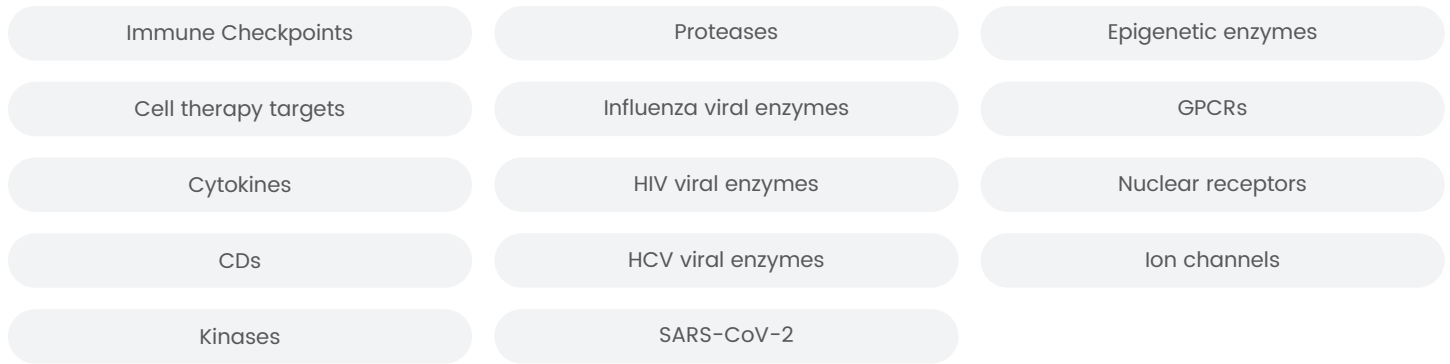 Immune Checkpoints
Proteases
Epigenetic enzymes
Cell therapy targets
Influenza viral enzymes
GPCRs
Cytokines
HIV viral enzymes
Nuclear receptors
CDs
HCV viral enzymes
Ion channels
Kinases
SARS-CoV-2